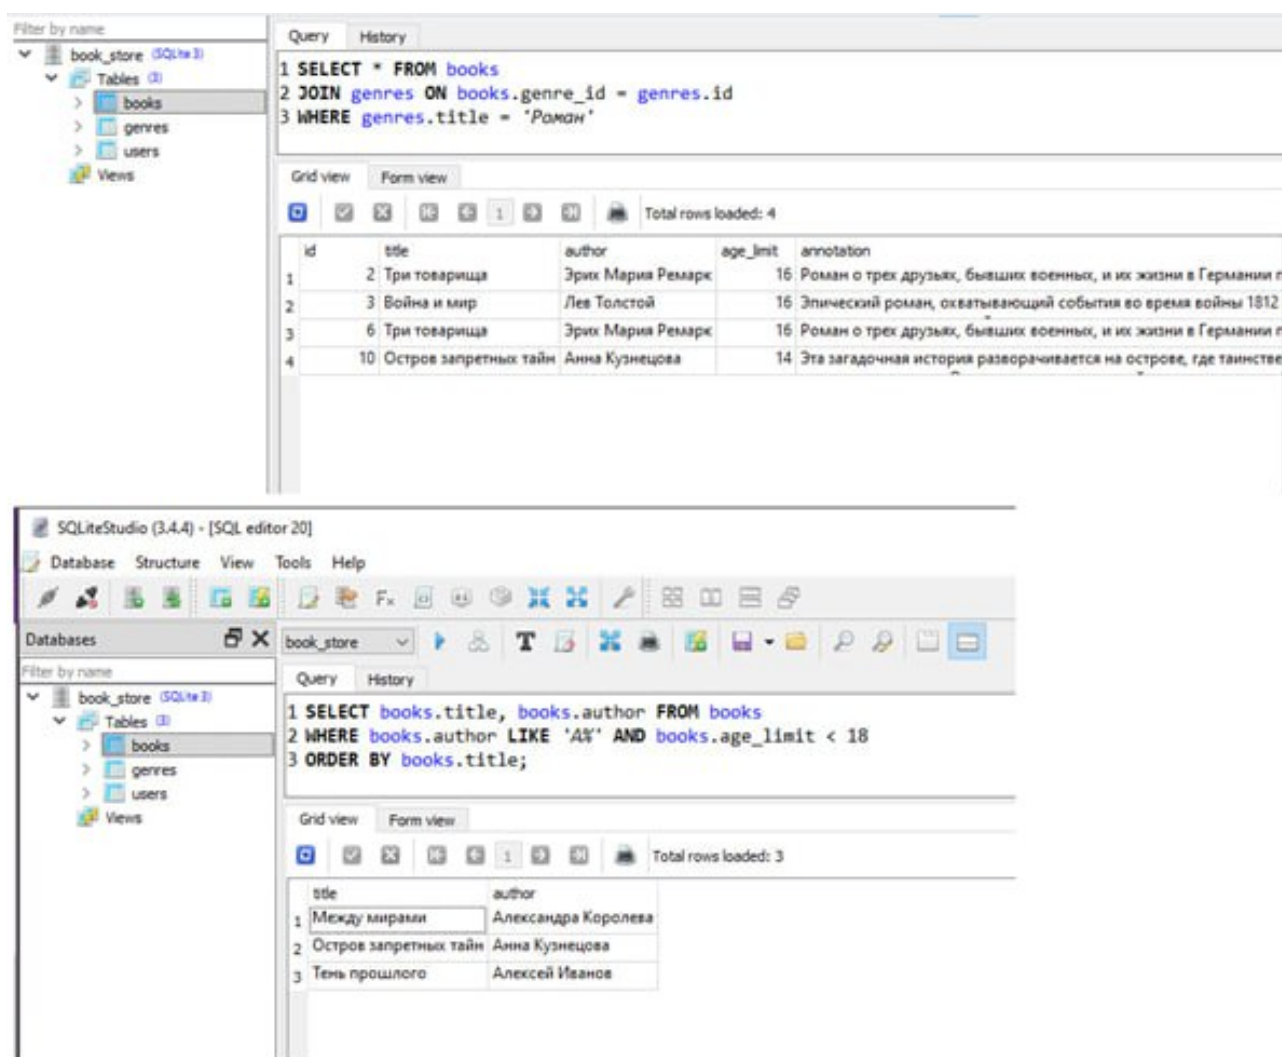 Filter by name
book_store (SQLite 3)
Tables (3)
books
genres
users
Views
Query History
1 SELECT * FROM books
2 JOIN genres ON books.genre_id = genres.id
3 WHERE genres.title = 'Роман'
Grid view Form view
1 Total rows loaded: 4
id title author age_limit annotation
1 2 Три товарища Эрих Мария Ремарк 16 Роман о трех друзьях, бывших военных, и их жизни в Германии п
2 3 Война и мир Лев Толстой 16 Эпический роман, охватывающий события во время войны 1812
3 6 Три товарища Эрих Мария Ремарк 16 Роман о трех друзьях, бывших военных, и их жизни в Германии п
4 10 Остров запретных тайн Анна Кузнецова 14 Эта загадочная история разворачивается на острове, где таинстве
SQLiteStudio (3.4.4) - [SQL editor 20]
Database Structure View Tools Help
Databases book_store
Filter by name
book_store (SQLite 3)
Tables (3)
books
genres
users
Views
Query History
1 SELECT books.title, books.author FROM books
2 WHERE books.author LIKE 'А%' AND books.age_limit < 18
3 ORDER BY books.title;
Grid view Form view
1 Total rows loaded: 3
title author
1 Между мирами Александра Королева
2 Остров запретных тайн Анна Кузнецова
3 Тень прошлого Алексей Иванов